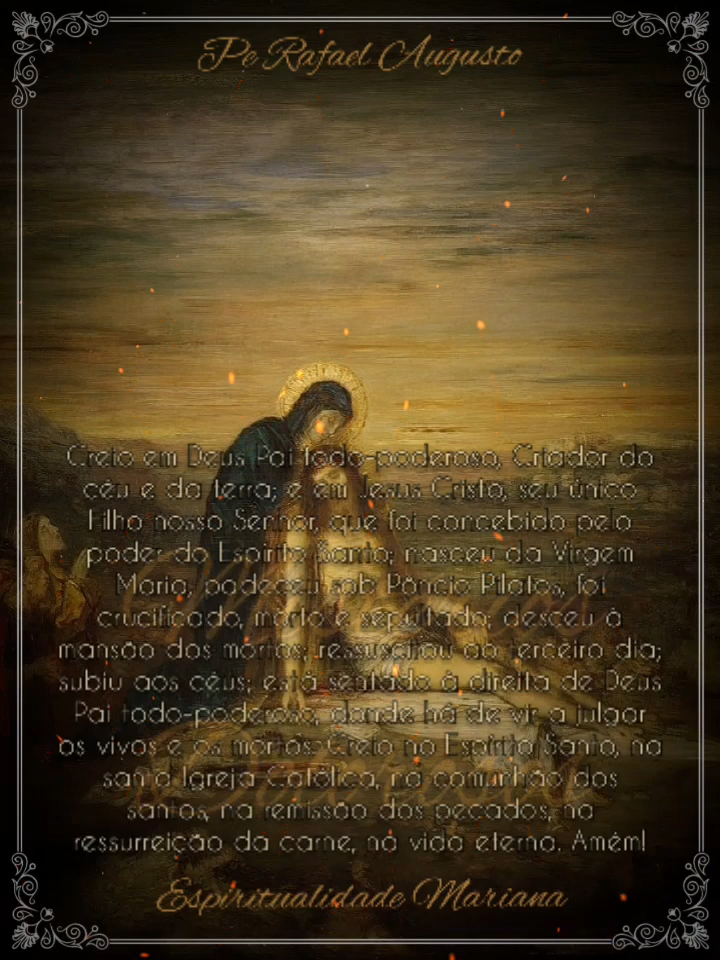 Pe Rafael Augusto
Creio em Deus Pai todo-poderoso, Criador do
céu e da terra; e em Jesus Cristo, seu único
Filho nosso Senhor, que foi concebido pelo
poder do Espírito Santo; nasceu da Virgem
Maria, padeceu sob Pôncio Pilatos, foi
crucificado, morto e sepultado; desceu à
mansão dos mortos; ressuscitou ao terceiro dia;
subiu aos céus; está sentado à direita de Deus
Pai todo-poderoso, donde há de vir a julgar
os vivos e os mortos. Creio no Espírito Santo, na
santa Igreja Católica, na comunhão dos
santos, na remissão dos pecados, na
ressurreição da carne, na vida eterna. Amém!
Espiritualidade Mariana